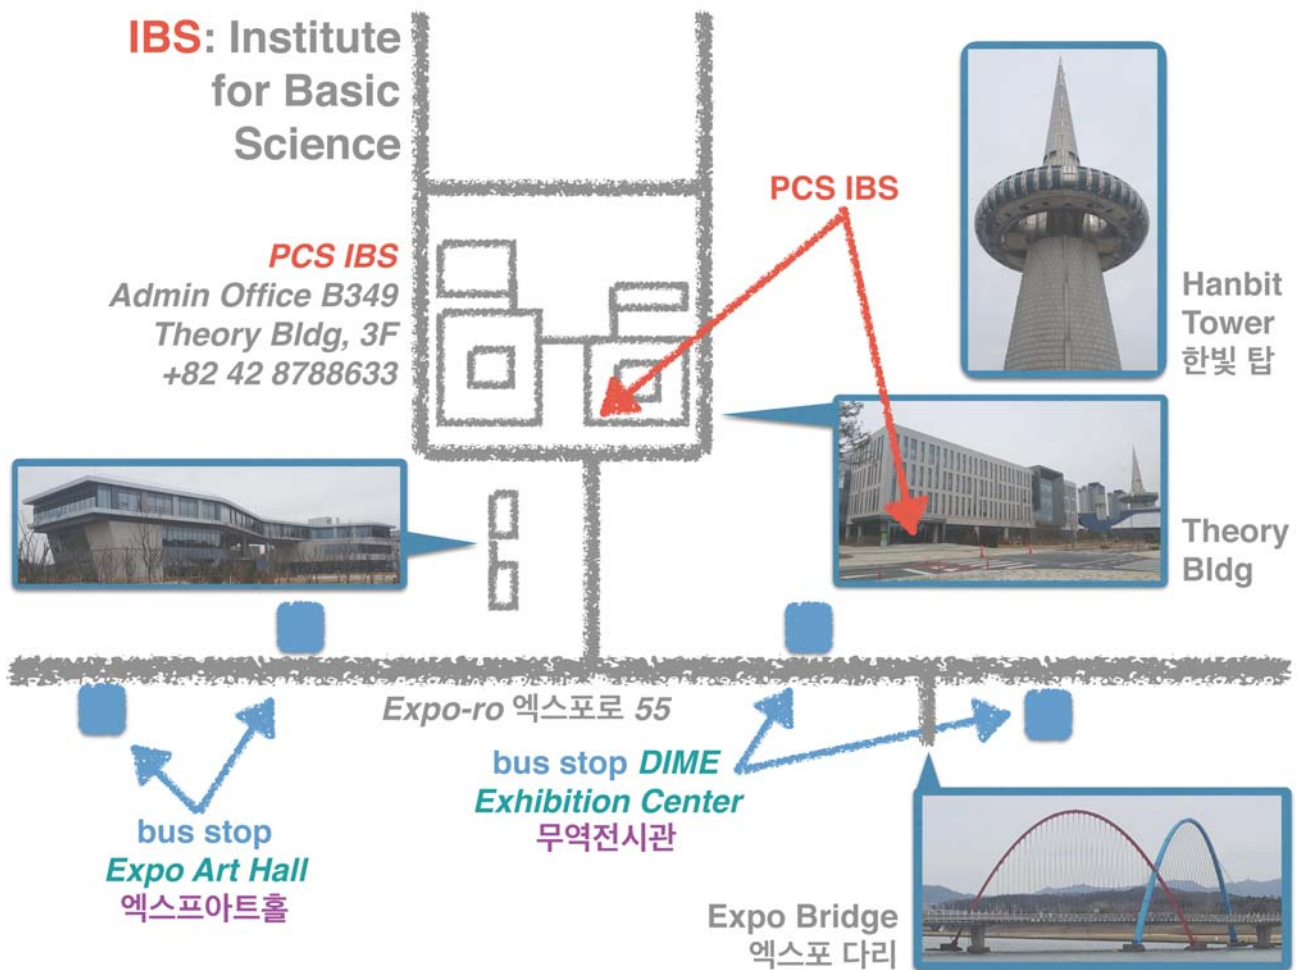 IBS: Institute
for Basic
Science
PCS IBS
Admin Office B349
Theory Bldg, 3F
+82 42 8788633
PCS IBS
Hanbit
Tower
한빛 탑
Theory
Bldg
Expo-ro 엑스포로 55
bus stop DIME
Exhibition Center
무역전시관
bus stop
Expo Art Hall
엑스프아트홀
Expo Bridge
엑스포 다리